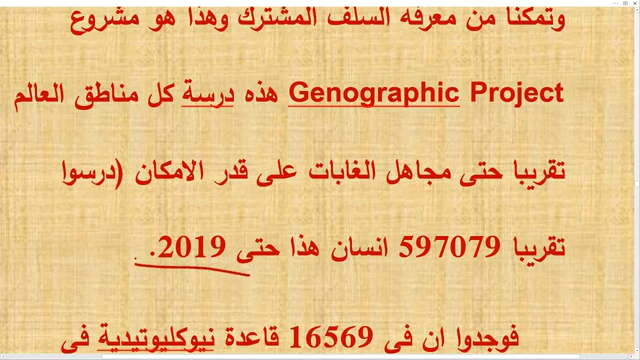 وتمكنا من معرفه السلف المشترك وهذا هو مشروع
Genographic Project هذه درسة كل مناطق العالم
تقريبا حتى مجاهل الغابات على قدر الامكان (درسوا
تقريبا 597079 انسان هذا حتى 2019.
فوجدوا ان فى 16569 قاعدة نيوكليوتيدية فى